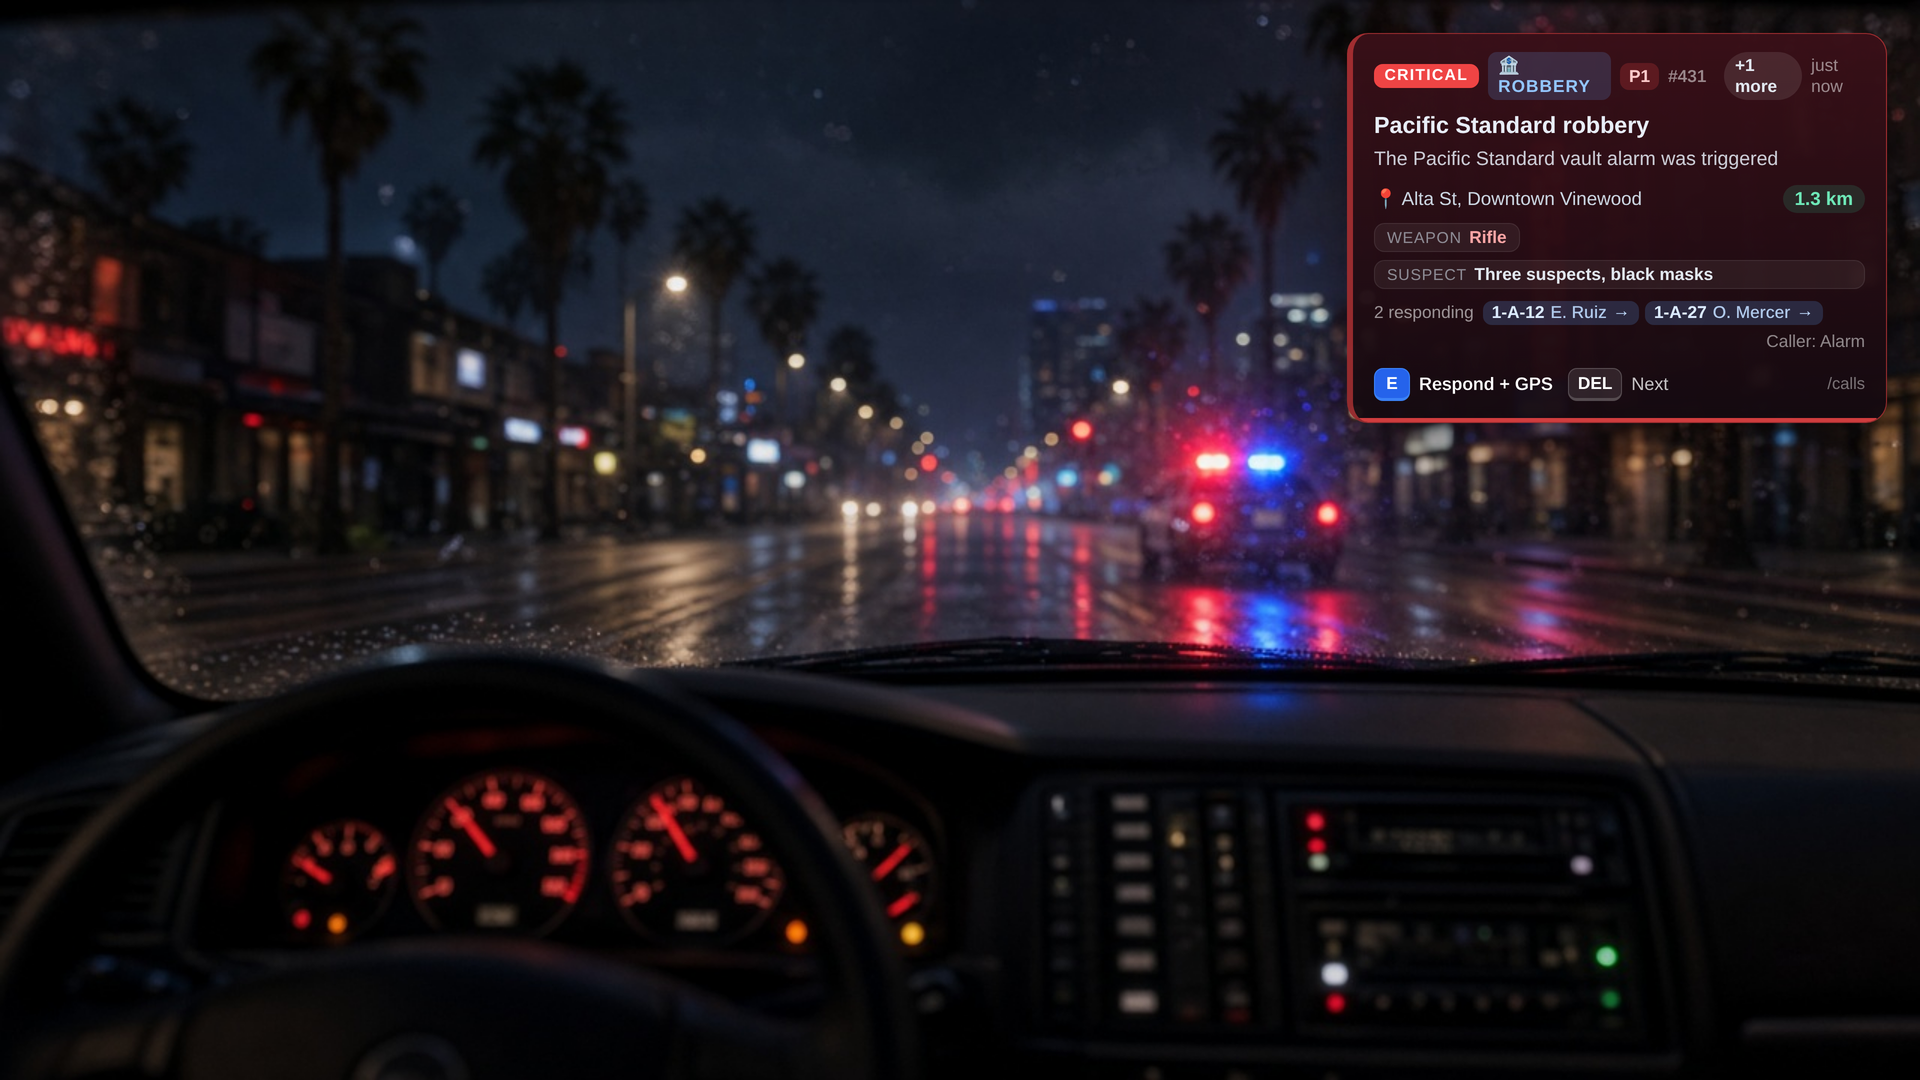 CRITICAL 🏦 ROBBERY P1 #431 +1 more just now
Pacific Standard robbery
The Pacific Standard vault alarm was triggered
📍 Alta St, Downtown Vinewood 1.3 km
WEAPON Rifle
SUSPECT Three suspects, black masks
2 responding 1-A-12 E. Ruiz → 1-A-27 O. Mercer →
Caller: Alarm
E Respond + GPS DEL Next /calls